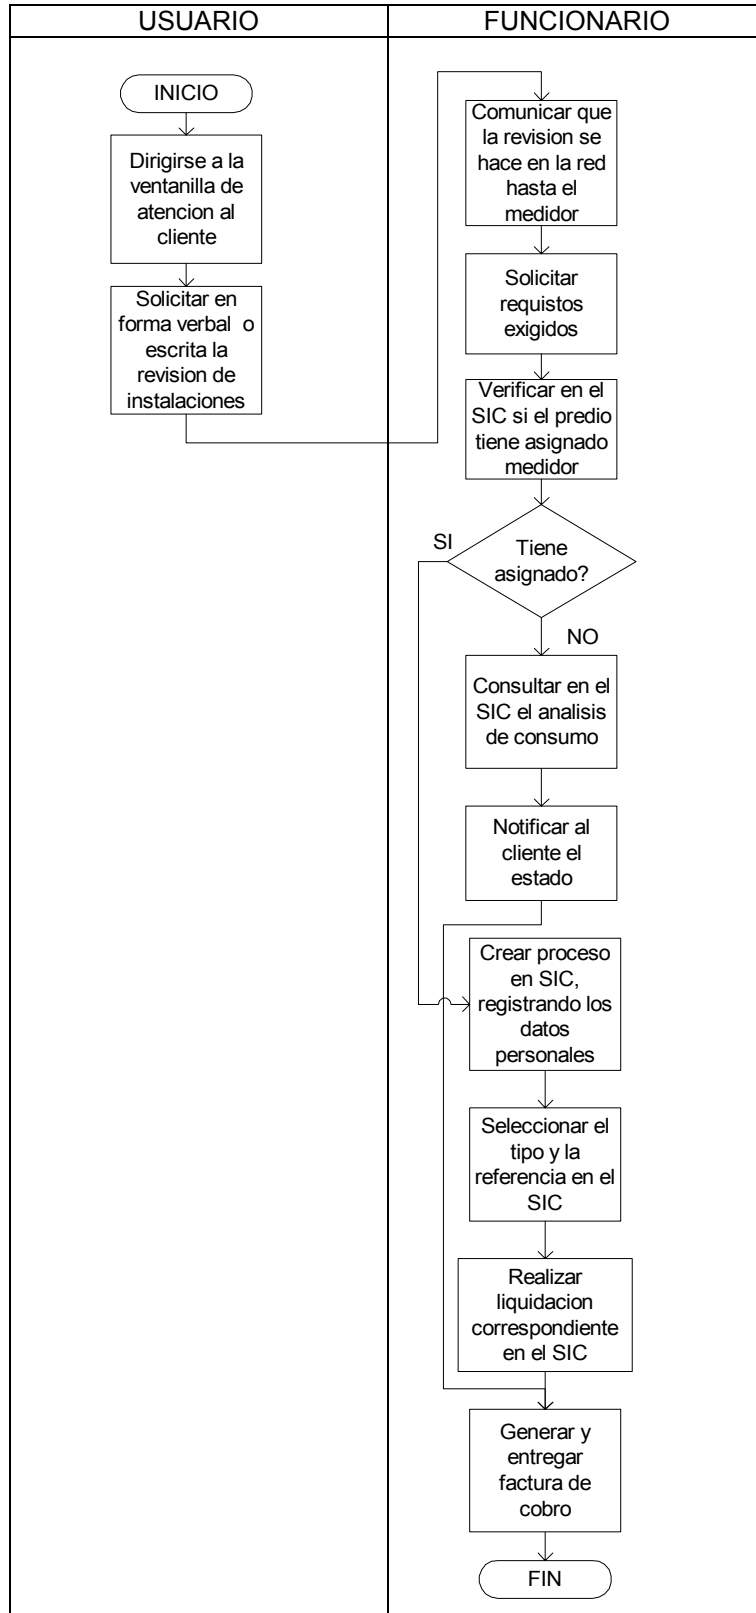 USUARIO
FUNCIONARIO
INICIO
Dirigirse a la
ventanilla de
atencion al
cliente
Solicitar en
forma verbal o
escrita la
revision de
instalaciones
Comunicar que
la revision se
hace en la red
hasta el
medidor
Solicitar
requistos
exigidos
Verificar en el
SIC si el predio
tiene asignado
medidor
SI
Tiene
asignado?
NO
Consultar en el
SIC el analisis
de consumo
Notificar al
cliente el
estado
Crear proceso
en SIC,
registrando los
datos
personales
Seleccionar el
tipo y la
referencia en el
SIC
Realizar
liquidacion
correspondiente
en el SIC
Generar y
entregar
factura de
cobro
FIN